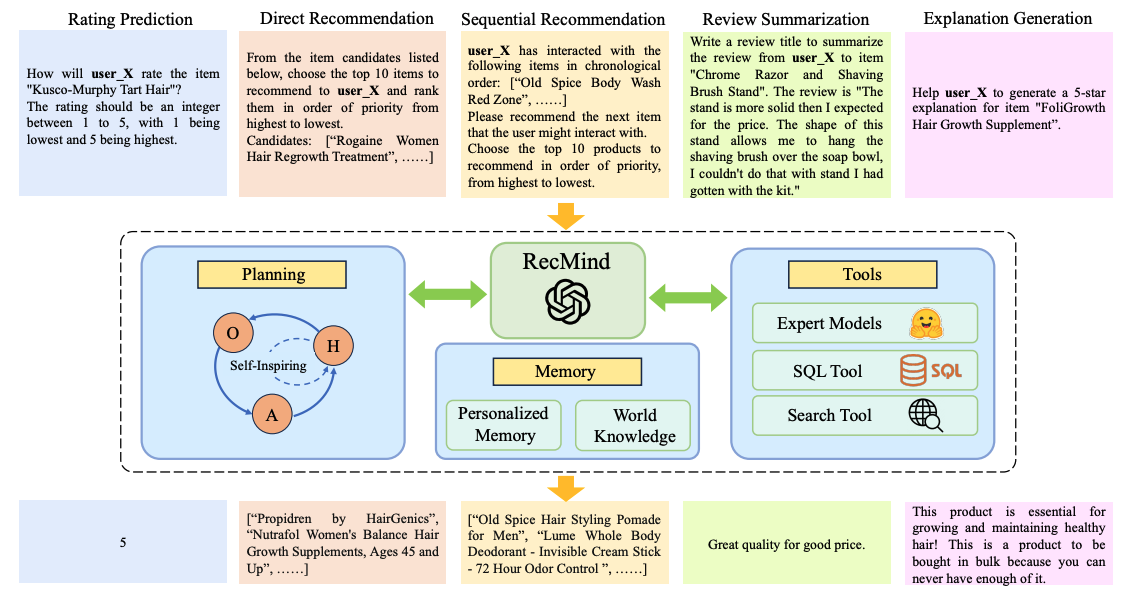 Rating Prediction
Direct Recommendation
Sequential Recommendation
Review Summarization
Explanation Generation
How will user_X rate the item
"Kusco-Murphy Tart Hair"?
The rating should be an integer
between 1 to 5, with 1 being
lowest and 5 being highest.
From the item candidates listed
below, choose the top 10 items to
recommend to user_X and rank
them in order of priority from
highest to lowest.
Candidates: [“Rogaine Women
Hair Regrowth Treatment”, ……]
user_X has interacted with the
following items in chronological
order: [“Old Spice Body Wash
Red Zone”, ……]
Please recommend the next item
that the user might interact with.
Choose the top 10 products to
recommend in order of priority,
from highest to lowest.
Write a review title to summarize
the review from user_X to item
"Chrome Razor and Shaving
Brush Stand". The review is "The
stand is more solid then I expected
for the price. The shape of this
stand allows me to hang the
shaving brush over the soap bowl,
I couldn't do that with stand I had
gotten with the kit."
Help user_X to generate a 5-star
explanation for item "FoliGrowth
Hair Growth Supplement”.
Planning
O
H
Self-Inspiring
A
RecMind
Memory
Personalized
Memory
World
Knowledge
Tools
Expert Models
SQL Tool
SQL
Search Tool
5
[“Propidren by HairGenics”,
“Nutrafol Women's Balance Hair
Growth Supplements, Ages 45 and
Up”, ……]
[“Old Spice Hair Styling Pomade
for Men”, “Lume Whole Body
Deodorant - Invisible Cream Stick
- 72 Hour Odor Control ”, ……]
Great quality for good price.
This product is essential for
growing and maintaining healthy
hair! This is a product to be
bought in bulk because you can
never have enough of it.